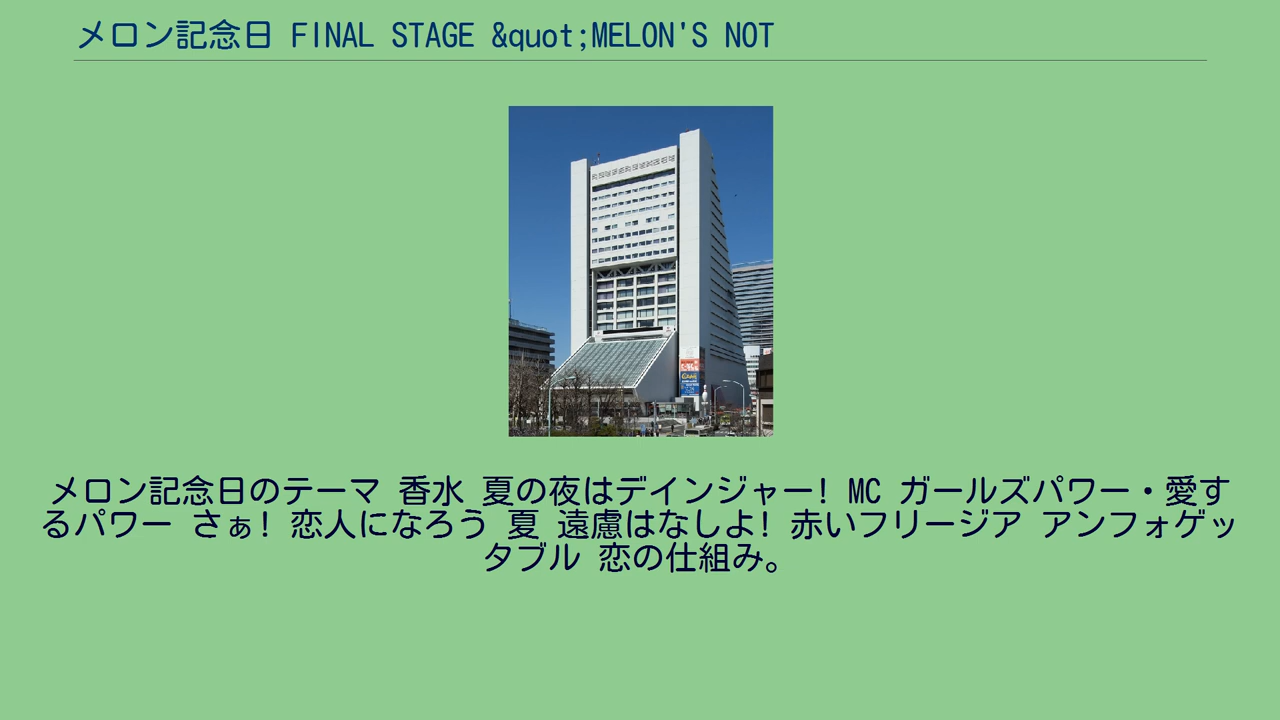 メロン記念日 FINAL STAGE &quot;MELON'S NOT
メロン記念日のテーマ 香水 夏の夜はデインジャー! MC ガールズパワー・愛す
るパワー さぁ! 恋人になろう 夏 遠慮はなしよ! 赤いフリージア アンフォゲッ
タブル 恋の仕組み。